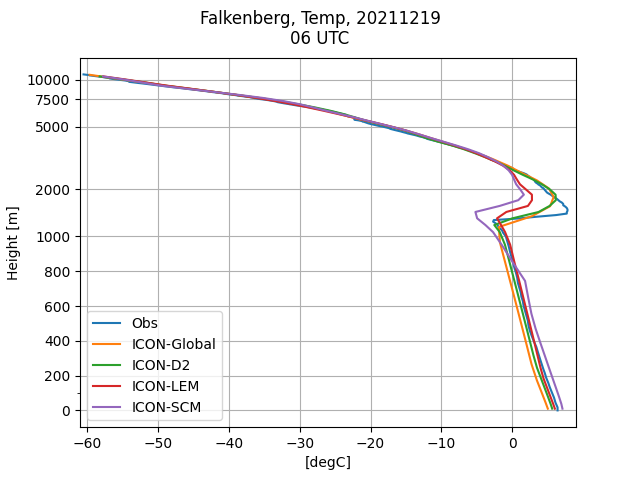 Falkenberg, Temp, 20211219
06 UTC
10000
7500
5000
2000
1000
800
600
400
200
0
Height [m]
Obs
ICON-Global
ICON-D2
ICON-LEM
ICON-SCM
−60 −50 −40 −30 −20 −10 0
[degC]